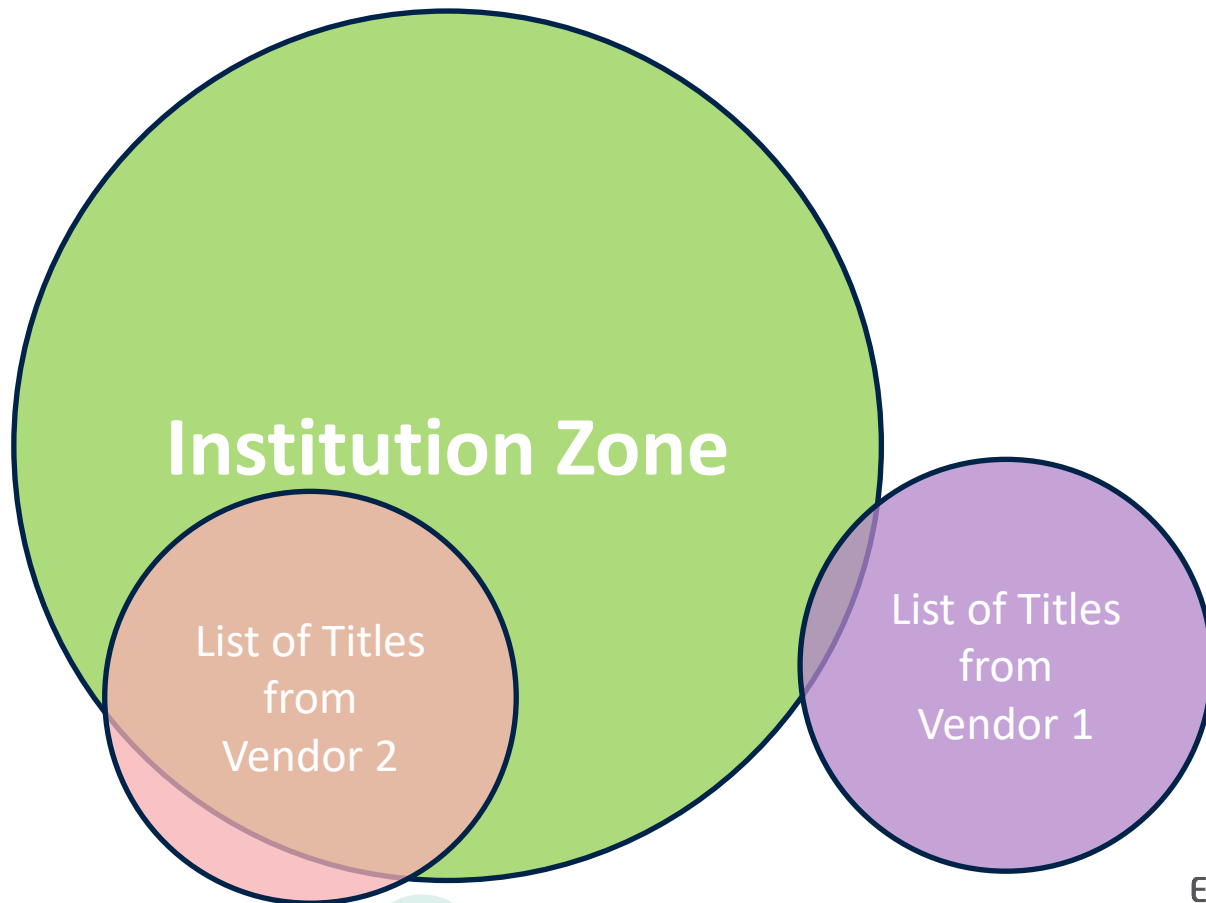 Institution Zone
List of Titles
from
Vendor 2
List of Titles
from
Vendor 1
E